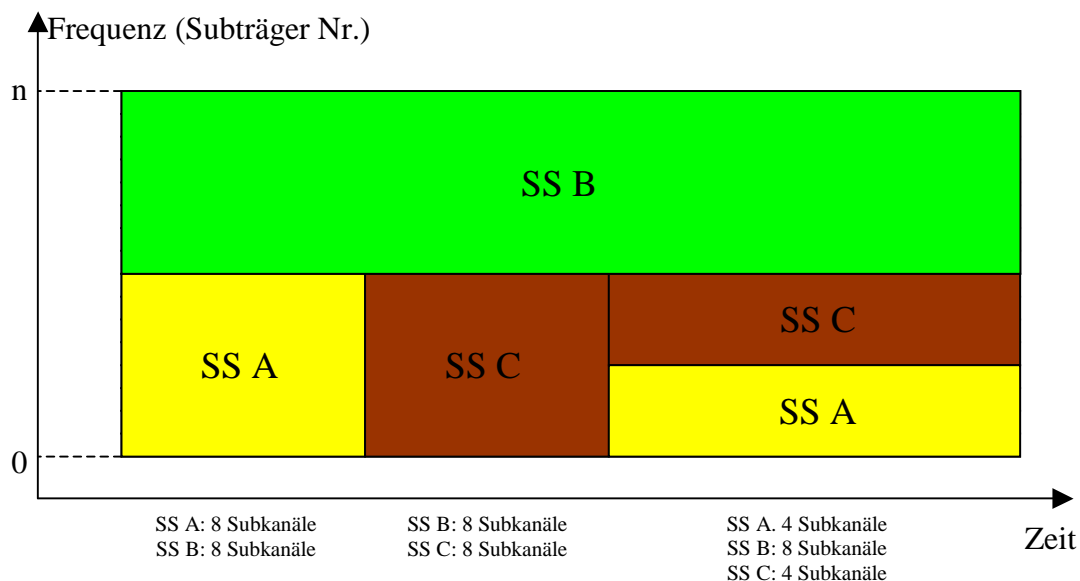 Frequenz (Subträger Nr.)
n
SS B
SS C
SS A
SS C
SS A
0
SS A: 8 Subkanäle
SS B: 8 Subkanäle
SS B: 8 Subkanäle
SS C: 8 Subkanäle
SS A. 4 Subkanäle
SS B: 8 Subkanäle
SS C: 4 Subkanäle
Zeit